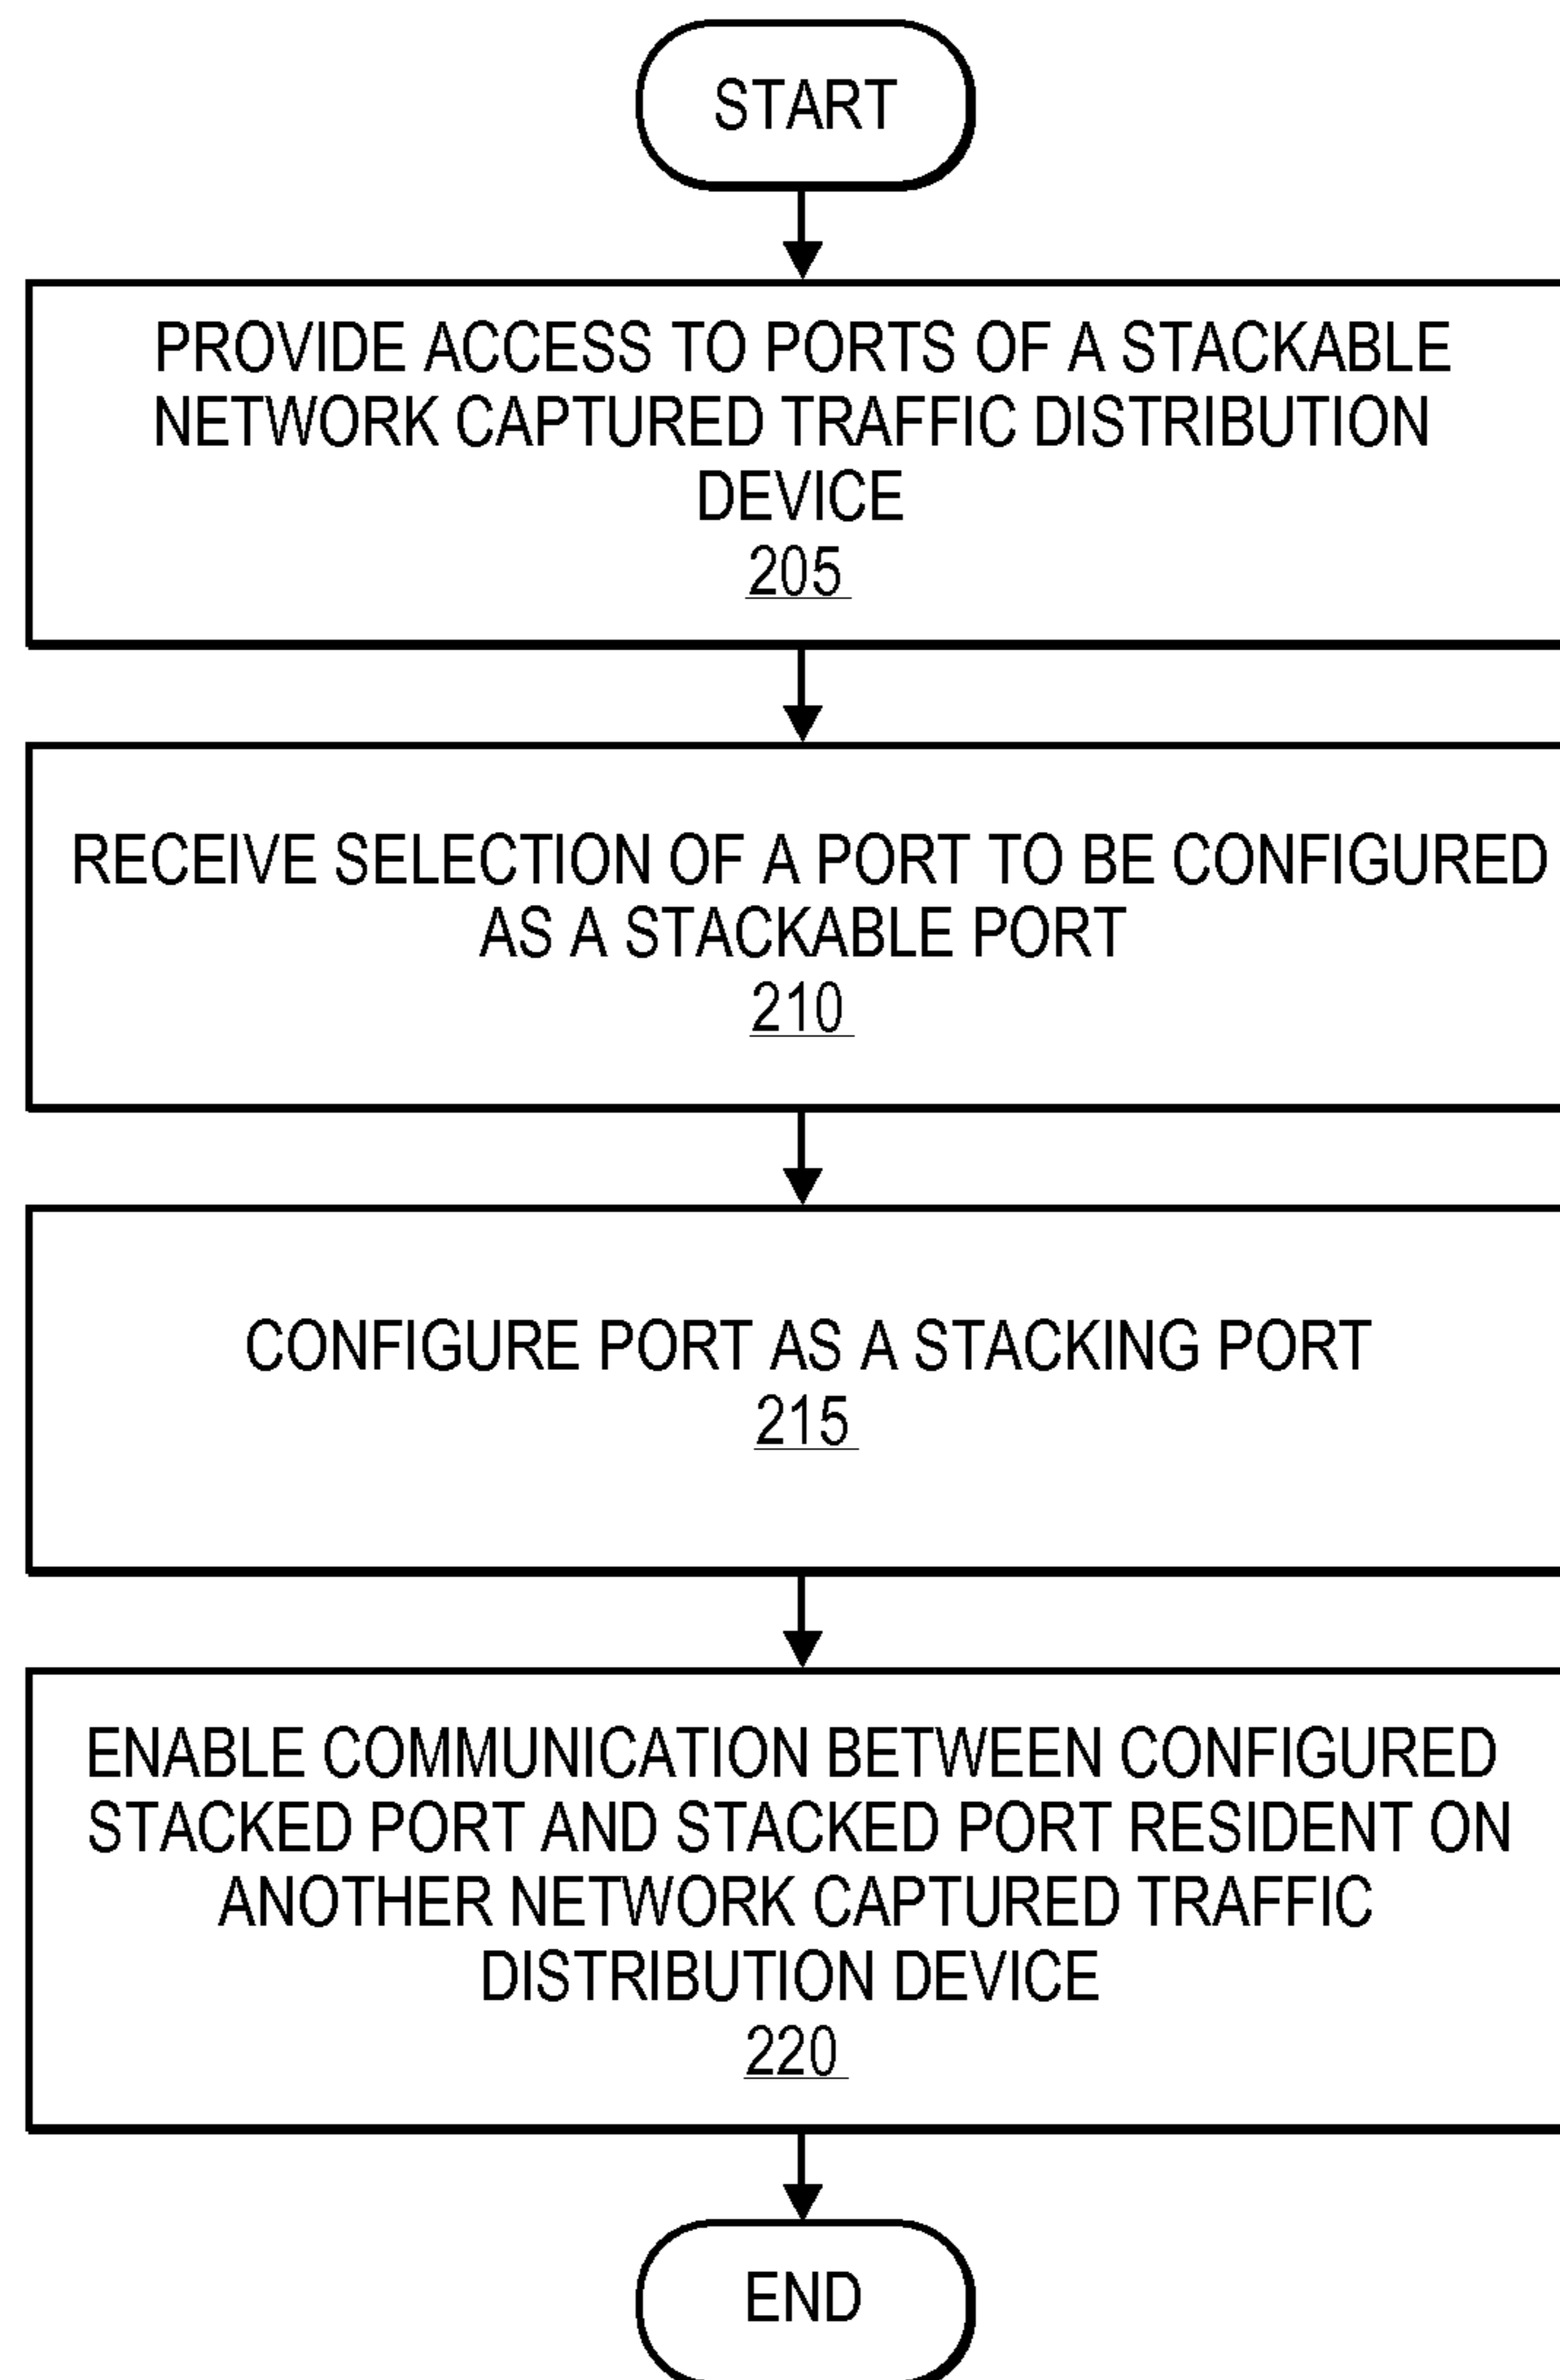 START
PROVIDE ACCESS TO PORTS OF A STACKABLE
NETWORK CAPTURED TRAFFIC DISTRIBUTION
DEVICE
205
RECEIVE SELECTION OF A PORT TO BE CONFIGURED
AS A STACKABLE PORT
210
CONFIGURE PORT AS A STACKING PORT
215
ENABLE COMMUNICATION BETWEEN CONFIGURED
STACKED PORT AND STACKED PORT RESIDENT ON
ANOTHER NETWORK CAPTURED TRAFFIC
DISTRIBUTION DEVICE
220
END